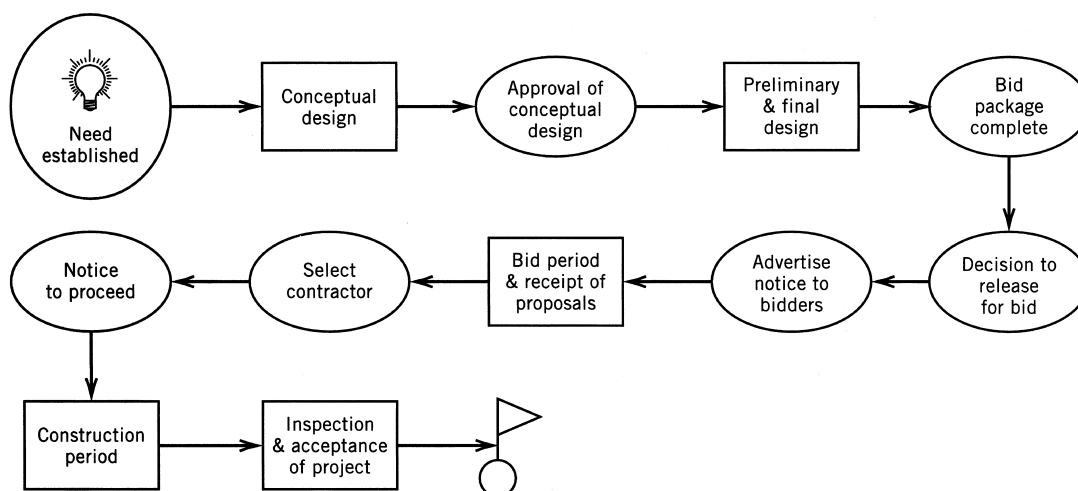 Need
established
Conceptual
design
Approval of
conceptual
design
Preliminary
& final
design
Bid
package
complete
Decision to
release
for bid
Advertise
notice to
bidders
Bid period
& receipt of
proposals
Select
contractor
Notice
to proceed
Construction
period
Inspection
& acceptance
of project